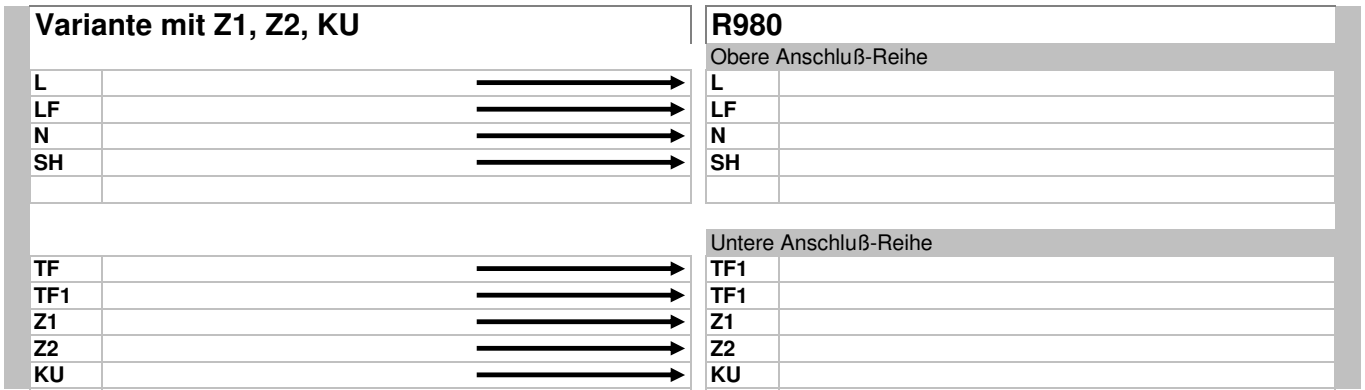 Variante mit Z1, Z2, KU R980
Obere Anschluß-Reihe
L L
LF LF
N N
SH SH
Untere Anschluß-Reihe
TF TF1
TF1 TF1
Z1 Z1
Z2 Z2
KU KU